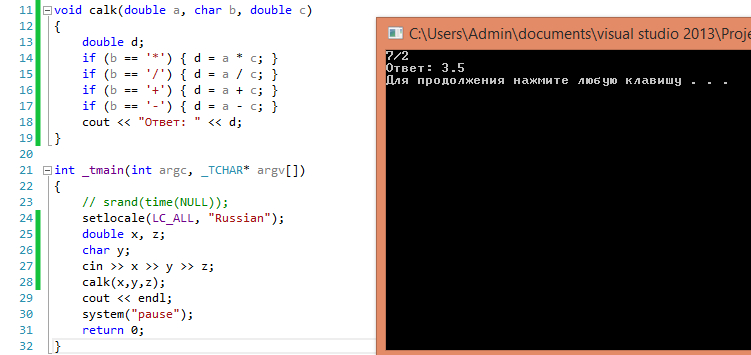 11 void calk(double a, char b, double c)
12 {
13 double d;
14 if (b == '*') { d = a * c; }
15 if (b == '/') { d = a / c; }
16 if (b == '+') { d = a + c; }
17 if (b == '-') { d = a - c; }
18 cout << "Ответ: " << d;
19 }
20
21 int _tmain(int argc, _TCHAR* argv[])
22 {
23 // srand(time(NULL));
24 setlocale(LC_ALL, "Russian");
25 double x, z;
26 char y;
27 cin >> x >> y >> z;
28 calk(x,y,z);
29 cout << endl;
30 system("pause");
31 return 0;
32 }
C:\Users\Admin\documents\visual studio 2013\Proje
7/2
Ответ: 3.5
Для продолжения нажмите любую клавишу . . .